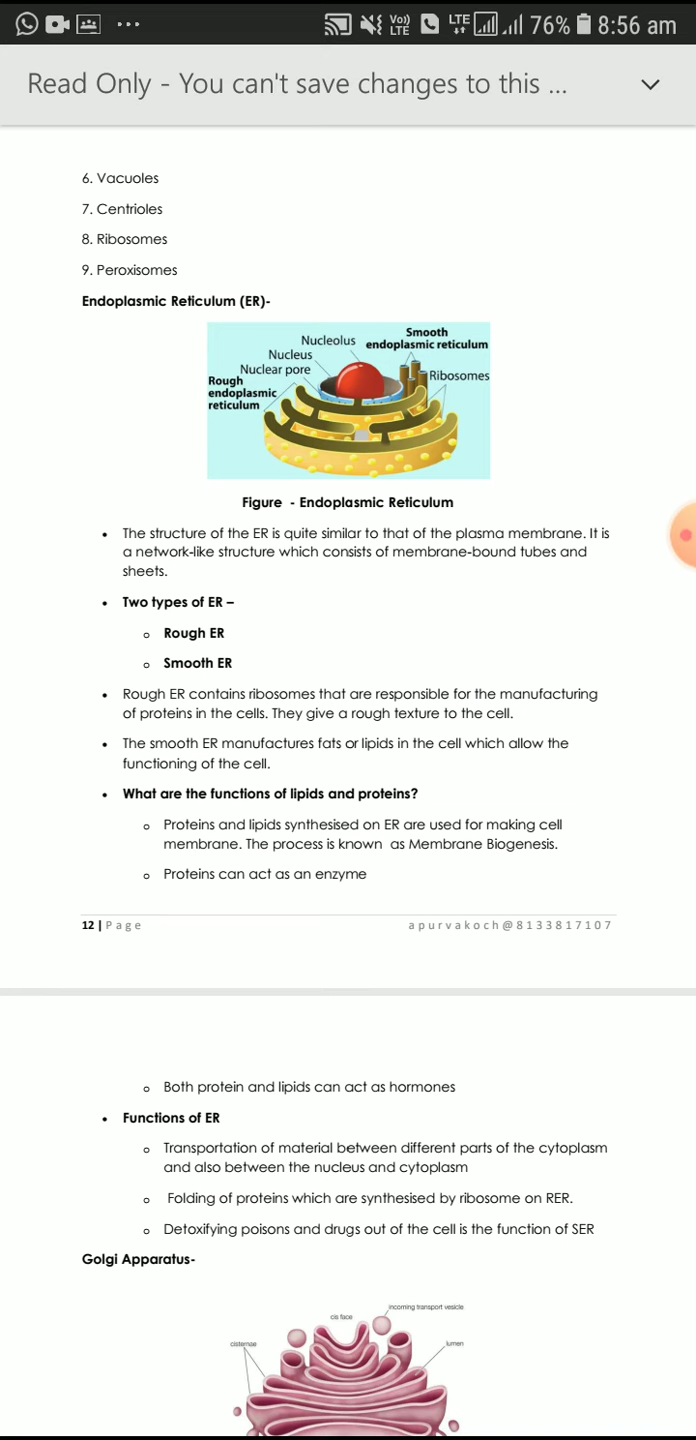 Vo))
LTE
LTE
76%
8:56 am
Read Only - You can't save changes to this ...
6. Vacuoles
7. Centrioles
8. Ribosomes
9. Peroxisomes
Endoplasmic Reticulum (ER)-
Smooth
endoplasmic reticulum
Nucleolus
Nucleus
Nuclear pore
Rough
endoplasmic
reticulum
Ribosomes
Figure - Endoplasmic Reticulum
• The structure of the ER is quite similar to that of the plasma membrane. It is
a network-like structure which consists of membrane-bound tubes and
sheets.
• Two types of ER –
o Rough ER
o Smooth ER
• Rough ER contains ribosomes that are responsible for the manufacturing
of proteins in the cells. They give a rough texture to the cell.
• The smooth ER manufactures fats or lipids in the cell which allow the
functioning of the cell.
• What are the functions of lipids and proteins?
o Proteins and lipids synthesised on ER are used for making cell
membrane. The process is known as Membrane Biogenesis.
o Proteins can act as an enzyme
12 | Page
apurvakoch@8133817107
o Both protein and lipids can act as hormones
• Functions of ER
o Transportation of material between different parts of the cytoplasm
and also between the nucleus and cytoplasm
o Folding of proteins which are synthesised by ribosome on RER.
o Detoxifying poisons and drugs out of the cell is the function of SER
Golgi Apparatus-
incoming transport vesicle
cis face
cisternae
lumen